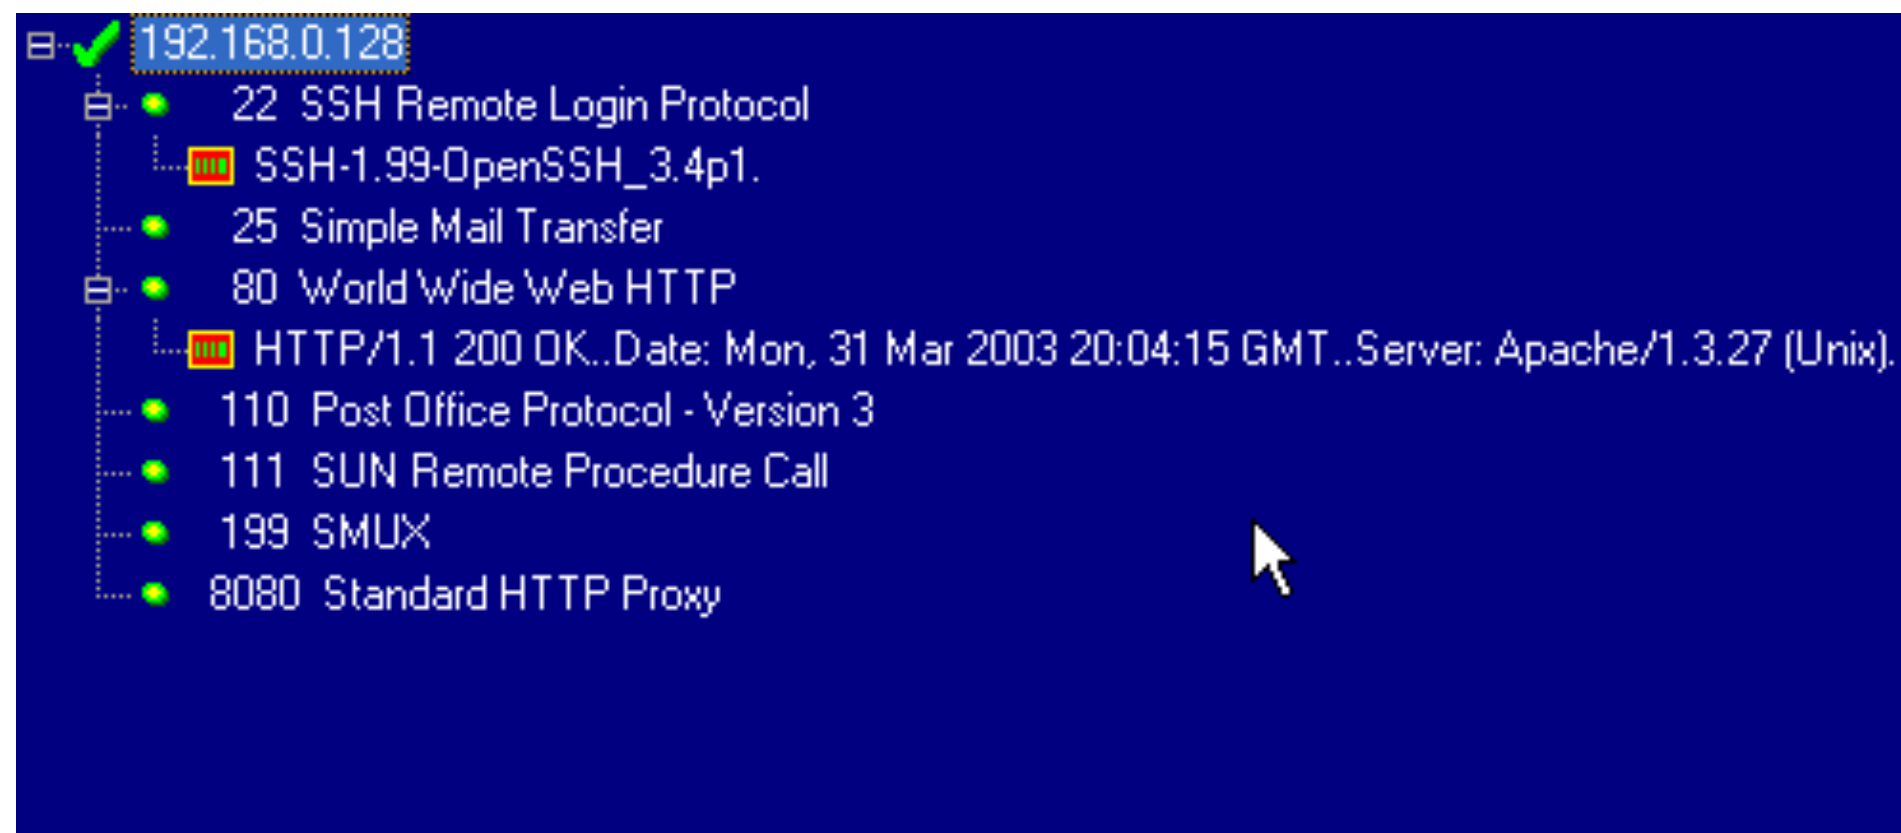 192.168.0.128
22 SSH Remote Login Protocol
SSH-1.99-OpenSSH_3.4p1.
25 Simple Mail Transfer
80 World Wide Web HTTP
HTTP/1.1 200 OK..Date: Mon, 31 Mar 2003 20:04:15 GMT..Server: Apache/1.3.27 (Unix).
110 Post Office Protocol - Version 3
111 SUN Remote Procedure Call
199 SMUX
8080 Standard HTTP Proxy